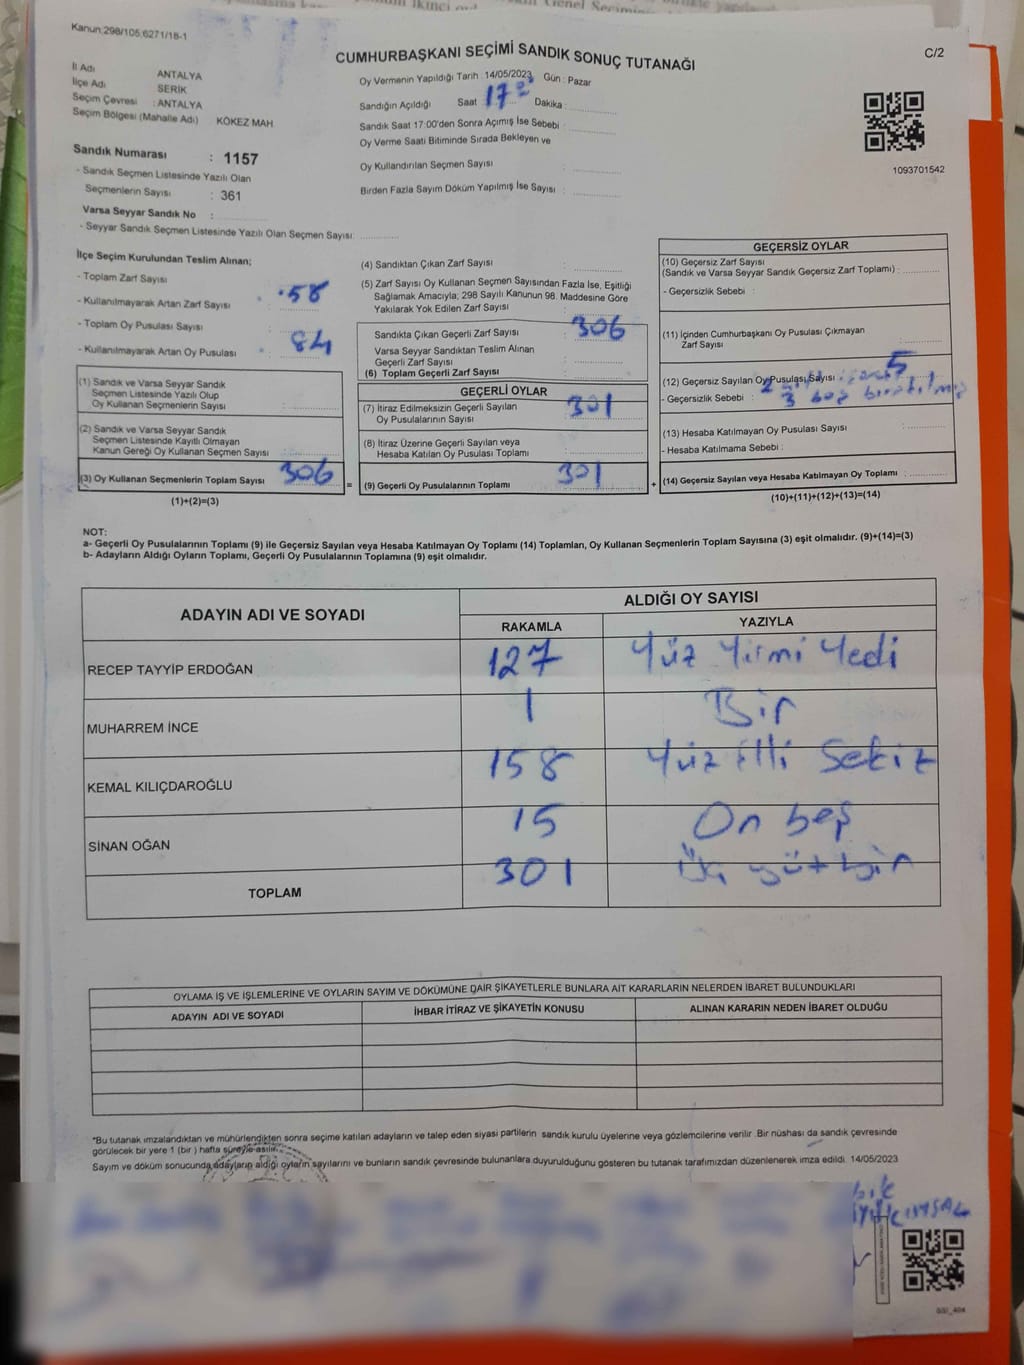 Kanun:298/105,6271/18-1
CUMHURBAŞKANI SEÇİMİ SANDIK SONUÇ TUTANAĞI
C/2
İl Adı ANTALYA
İlçe Adı SERİK
Seçim Çevresi : ANTALYA
Seçim Bölgesi (Mahalle Adı) KÖKEZ MAH
Sandık Numarası : 1157
- Sandık Seçmen Listesinde Yazılı Olan
Seçmenlerin Sayısı : 361
Varsa Seyyar Sandık No :
- Seyyar Sandık Seçmen Listesinde Yazılı Olan Seçmen Sayısı:
Oy Vermenin Yapıldığı Tarih : 14/05/2023 Gün : Pazar
Sandığın Açıldığı Saat 17 Dakika :
Sandık Saat 17:00'den Sonra Açımış İse Sebebi :
Oy Verme Saati Bitiminde Sırada Bekleyen ve
Oy Kullandırılan Seçmen Sayısı :
Birden Fazla Sayım Döküm Yapılmış İse Sayısı :
1093701542
İlçe Seçim Kurulundan Teslim Alınan;
- Toplam Zarf Sayısı
- Kullanılmayarak Artan Zarf Sayısı 58
- Toplam Oy Pusulası Sayısı
- Kullanılmayarak Artan Oy Pusulası 84
(1) Sandık ve Varsa Seyyar Sandık
Seçmen Listesinde Yazılı Olup
Oy Kullanan Seçmenlerin Sayısı :
(2) Sandık ve Varsa Seyyar Sandık
Seçmen Listesinde Kayıtlı Olmayan
Kanun Gereği Oy Kullanan Seçmen Sayısı :
(3) Oy Kullanan Seçmenlerin Toplam Sayısı 306
(1)+(2)=(3)
(4) Sandıktan Çıkan Zarf Sayısı :
(5) Zarf Sayısı Oy Kullanan Seçmen Sayısından Fazla İse, Eşitliği
Sağlamak Amacıyla; 298 Sayılı Kanunun 98. Maddesine Göre
Yakılarak Yok Edilen Zarf Sayısı :
Sandıkta Çıkan Geçerli Zarf Sayısı 306
Varsa Seyyar Sandıktan Teslim Alınan
Geçerli Zarf Sayısı :
(6) Toplam Geçerli Zarf Sayısı :
GEÇERLİ OYLAR
(7) İtiraz Edilmeksizin Geçerli Sayılan
Oy Pusulalarının Sayısı 301
(8) İtiraz Üzerine Geçerli Sayılan veya
Hesaba Katılan Oy Pusulası Toplamı
= (9) Geçerli Oy Pusulalarının Toplamı 301
GEÇERSİZ OYLAR
(10) Geçersiz Zarf Sayısı
(Sandık ve Varsa Seyyar Sandık Geçersiz Zarf Toplamı) :
- Geçersizlik Sebebi :
(11) İçinden Cumhurbaşkanı Oy Pusulası Çıkmayan
Zarf Sayısı :
(12) Geçersiz Sayılan Oy Pusulası Sayısı : 5
- Geçersizlik Sebebi : 2
3 boş bırakılmış
(13) Hesaba Katılmayan Oy Pusulası Sayısı :
- Hesaba Katılmama Sebebi :
+ (14) Geçersiz Sayılan veya Hesaba Katılmayan Oy Toplamı :
(10)+(11)+(12)+(13)=(14)
NOT:
a- Geçerli Oy Pusulalarının Toplamı (9) ile Geçersiz Sayılan veya Hesaba Katılmayan Oy Toplamı (14) Toplamları, Oy Kullanan Seçmenlerin Toplam Sayısına (3) eşit olmalıdır. (9)+(14)=(3)
b- Adayların Aldığı Oyların Toplamı, Geçerli Oy Pusulalarının Toplamına (9) eşit olmalıdır.
ADAYIN ADI VE SOYADI ALDIĞI OY SAYISI
RAKAMLA YAZIYLA
RECEP TAYYİP ERDOĞAN 127 Yüz Yirmi Yedi
MUHARREM İNCE 1 Bir
KEMAL KILIÇDAROĞLU 158 Yüz Elli Sekiz
SİNAN OĞAN 15 On beş
TOPLAM 301 Üç yüz bir
OYLAMA İŞ VE İŞLEMLERİNE VE OYLARIN SAYIM VE DÖKÜMÜNE DAİR ŞİKAYETLERLE BUNLARA AİT KARARLARIN NELERDEN İBARET BULUNDUKLARI
ADAYIN ADI VE SOYADI İHBAR İTİRAZ VE ŞİKAYETİN KONUSU ALINAN KARARIN NEDEN İBARET OLDUĞU
*Bu tutanak imzalandıktan ve mühürlendikten sonra seçime katılan adayların ve talep eden siyasi partilerin sandık kurulu üyelerine veya gözlemcilerine verilir .Bir nüshası da sandık çevresinde
görülecek bir yere 1 (bir ) hafta süreyle asılır.
Sayım ve döküm sonucunda adayların aldığı oyların sayılarını ve bunların sandık çevresinde bulunanlara duyurulduğunu gösteren bu tutanak tarafımızdan düzenlenerek imza edildi. 14/05/2023